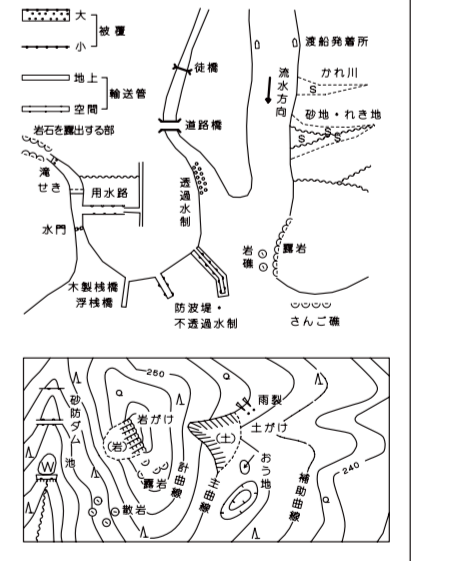 大
小
被覆
地上
空間
輸送管
岩石を露出する部
滝
せき
用水路
水門
木製桟橋
浮桟橋
徒橋
道路橋
透過水制
防波堤・
不透過水制
渡船発着所
流水方向
かれ川
S
砂地・れき地
S
S
S
岩礁
露岩
さんご礁
250
Q
Q
砂防ダム
池
W
岩がけ
(岩)
露岩
散岩
計曲線
主曲線
雨裂
土がけ
(土)
おう地
補助曲線
240
Q